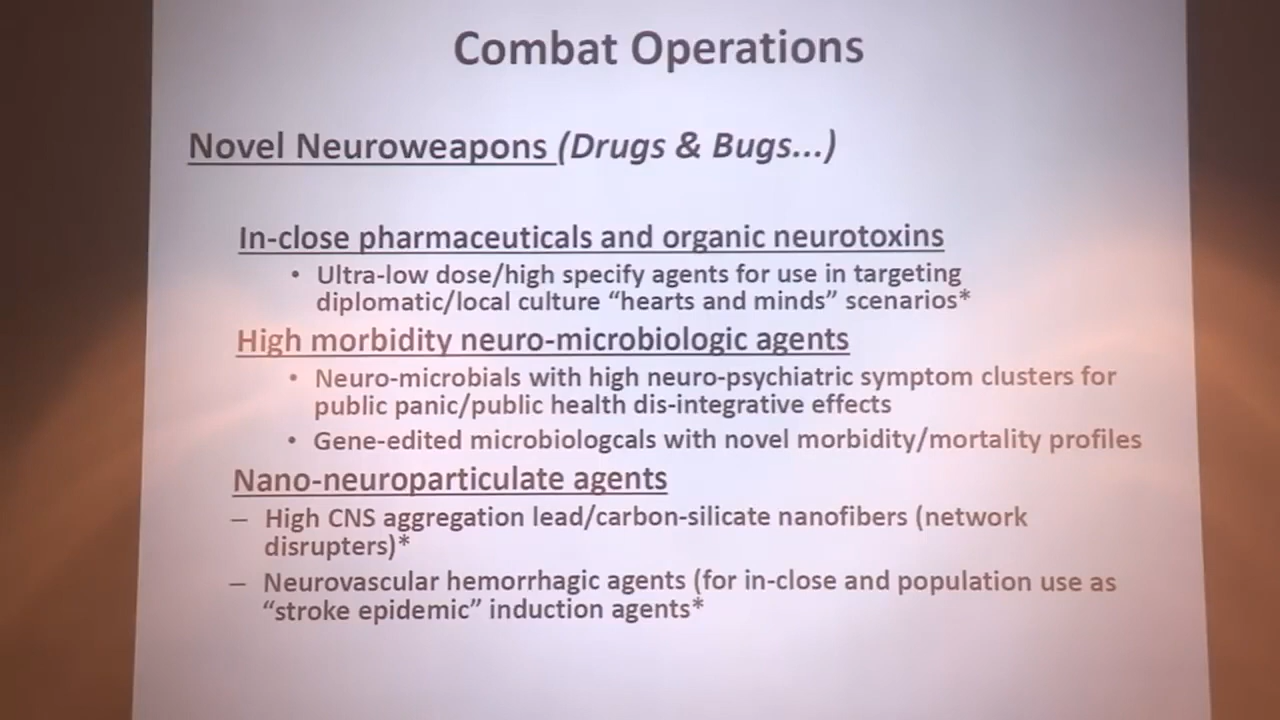 Combat Operations
Novel Neuroweapons (Drugs & Bugs...)
In-close pharmaceuticals and organic neurotoxins
• Ultra-low dose/high specify agents for use in targeting
diplomatic/local culture “hearts and minds” scenarios*
High morbidity neuro-microbiologic agents
• Neuro-microbials with high neuro-psychiatric symptom clusters for
public panic/public health dis-integrative effects
• Gene-edited microbiologcals with novel morbidity/mortality profiles
Nano-neuroparticulate agents
– High CNS aggregation lead/carbon-silicate nanofibers (network
disrupters)*
– Neurovascular hemorrhagic agents (for in-close and population use as
“stroke epidemic” induction agents*